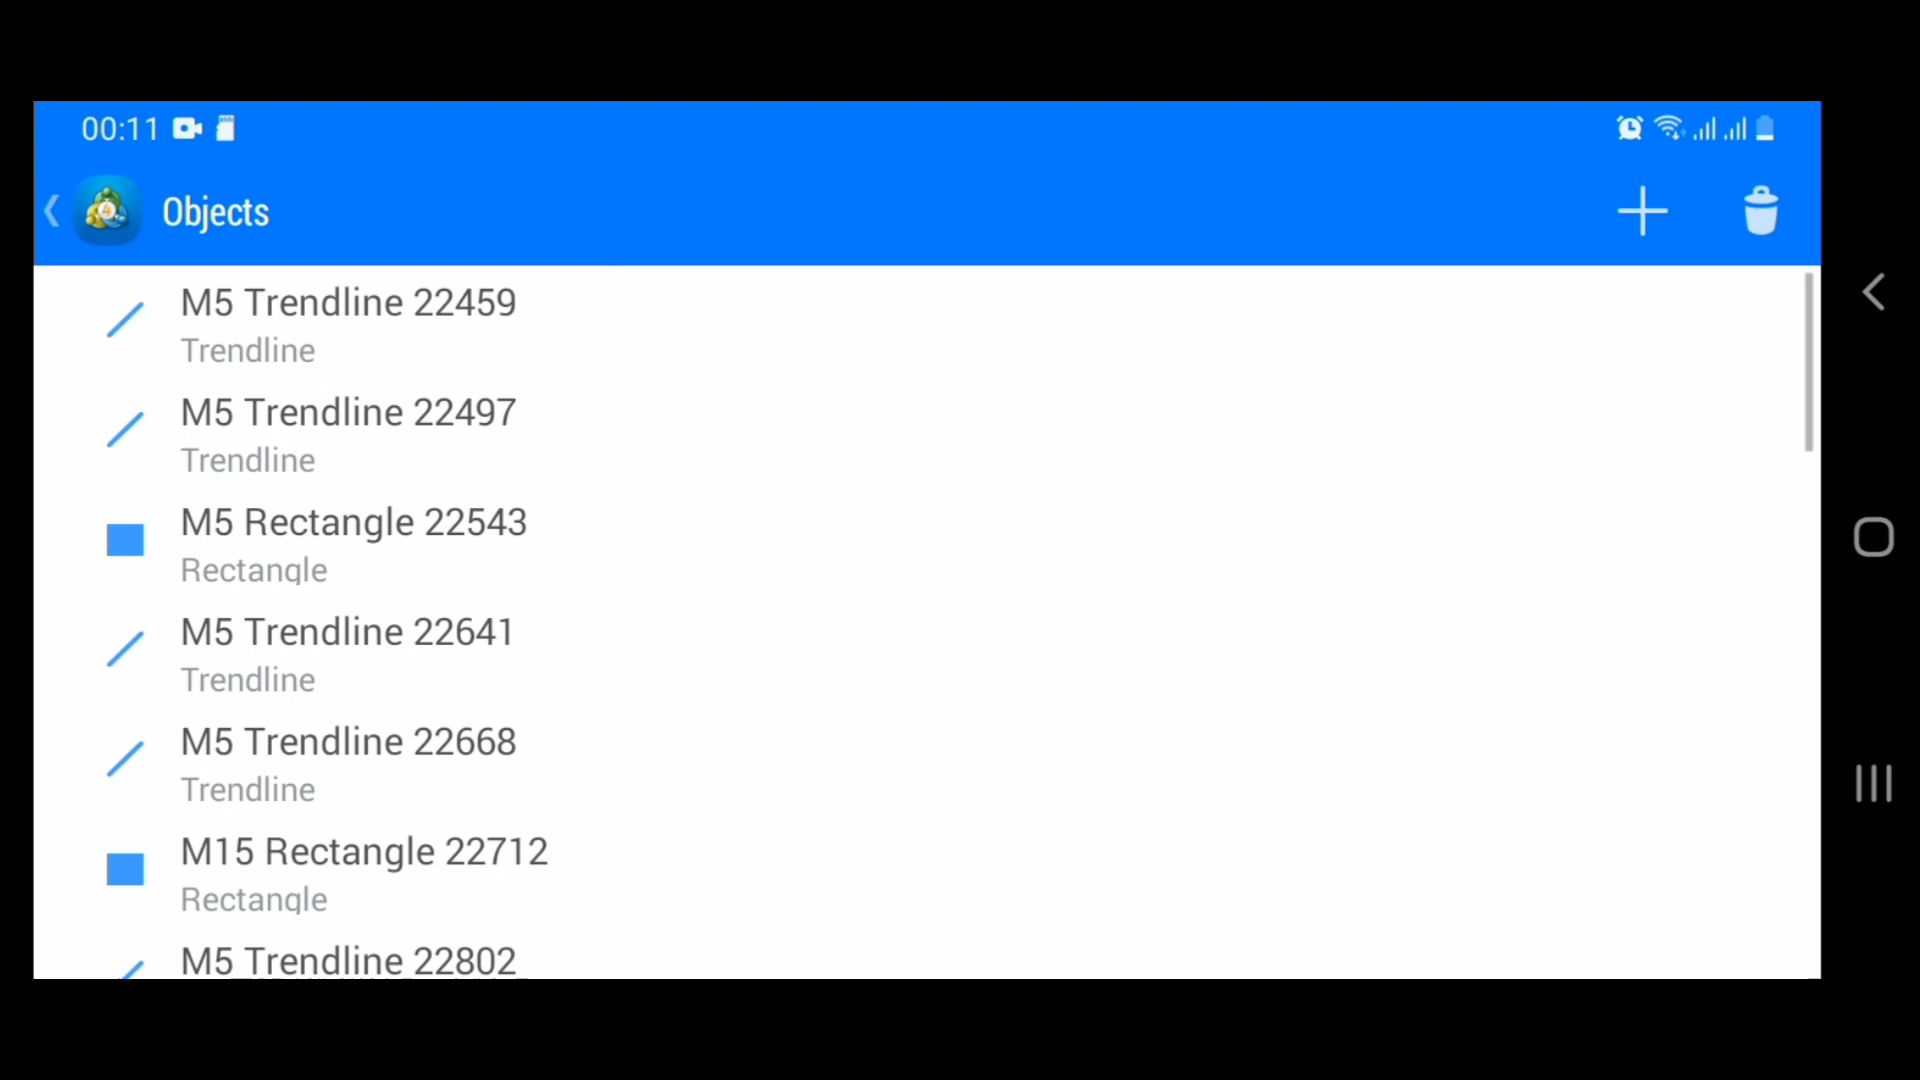 00:11
Objects
M5 Trendline 22459
Trendline
M5 Trendline 22497
Trendline
M5 Rectangle 22543
Rectangle
M5 Trendline 22641
Trendline
M5 Trendline 22668
Trendline
M15 Rectangle 22712
Rectangle
M5 Trendline 22802